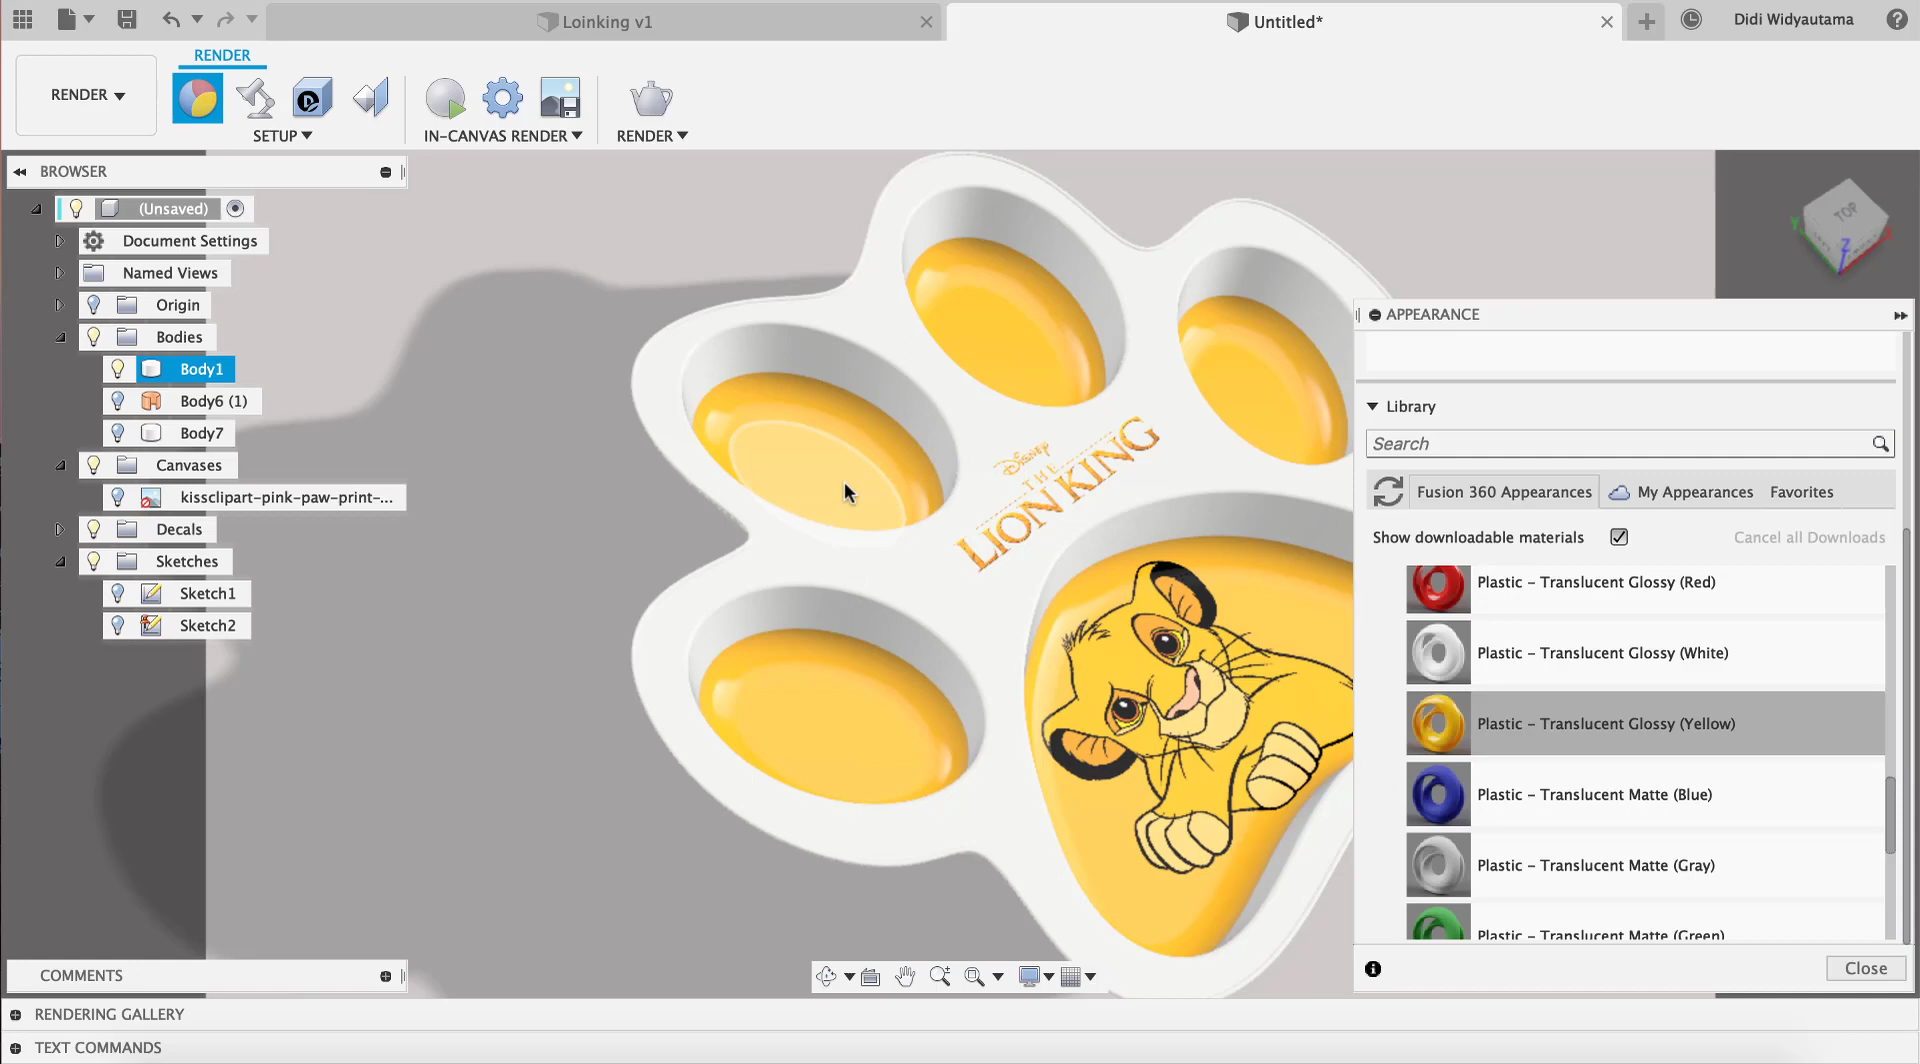 Loinking v1
Untitled*
Didi Widyautama
RENDER
RENDER
SETUP
IN-CANVAS RENDER
RENDER
BROWSER
(Unsaved)
Document Settings
Named Views
Origin
Bodies
Body1
Body6 (1)
Body7
Canvases
kissclipart-pink-paw-print-...
Decals
Sketches
Sketch1
Sketch2
DISNEY
THE
LION KING
TOP
Y
Z
APPEARANCE
Library
Search
Fusion 360 Appearances
My Appearances
Favorites
Show downloadable materials
Cancel all Downloads
Plastic - Translucent Glossy (Red)
Plastic - Translucent Glossy (White)
Plastic - Translucent Glossy (Yellow)
Plastic - Translucent Matte (Blue)
Plastic - Translucent Matte (Gray)
Plastic - Translucent Matte (Green)
Close
COMMENTS
RENDERING GALLERY
TEXT COMMANDS